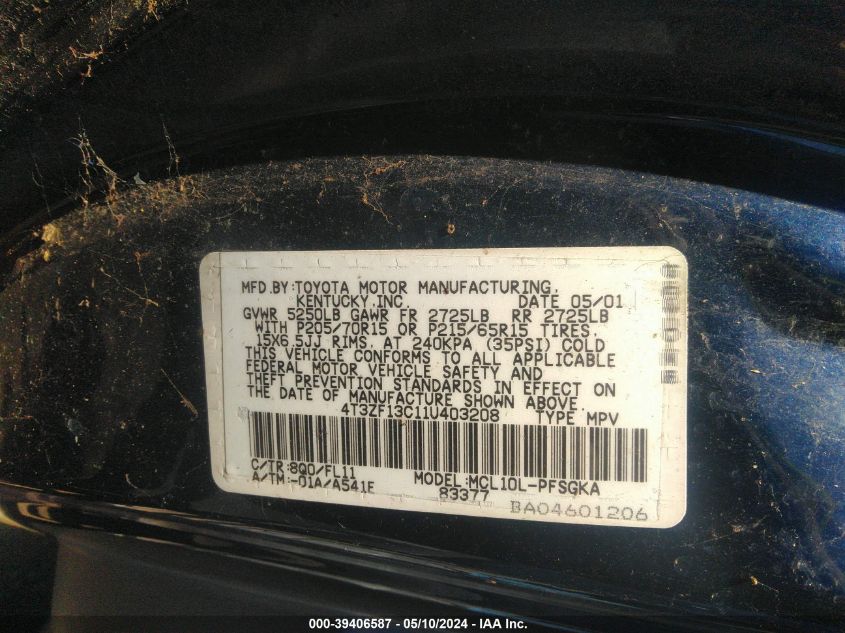 MFD.BY:TOYOTA MOTOR MANUFACTURING,
KENTUCKY,INC. DATE 05/01
GVWR 5250LB GAWR FR 2725LB RR 2725LB
WITH P205/70R15 OR P215/65R15 TIRES,
15X6.5JJ RIMS, AT 240KPA (35PSI) COLD
THIS VEHICLE CONFORMS TO ALL APPLICABLE
FEDERAL MOTOR VEHICLE SAFETY AND
THEFT PREVENTION STANDARDS IN EFFECT ON
THE DATE OF MANUFACTURE SHOWN ABOVE.
4T3ZF13C11U403208 TYPE MPV
C/TR:8Q0/FL11 MODEL:MCL10L-PFSGKA
A/TM:-01A/A541E 83377
BA04601206
000-39406587 - 05/10/2024 - IAA Inc.